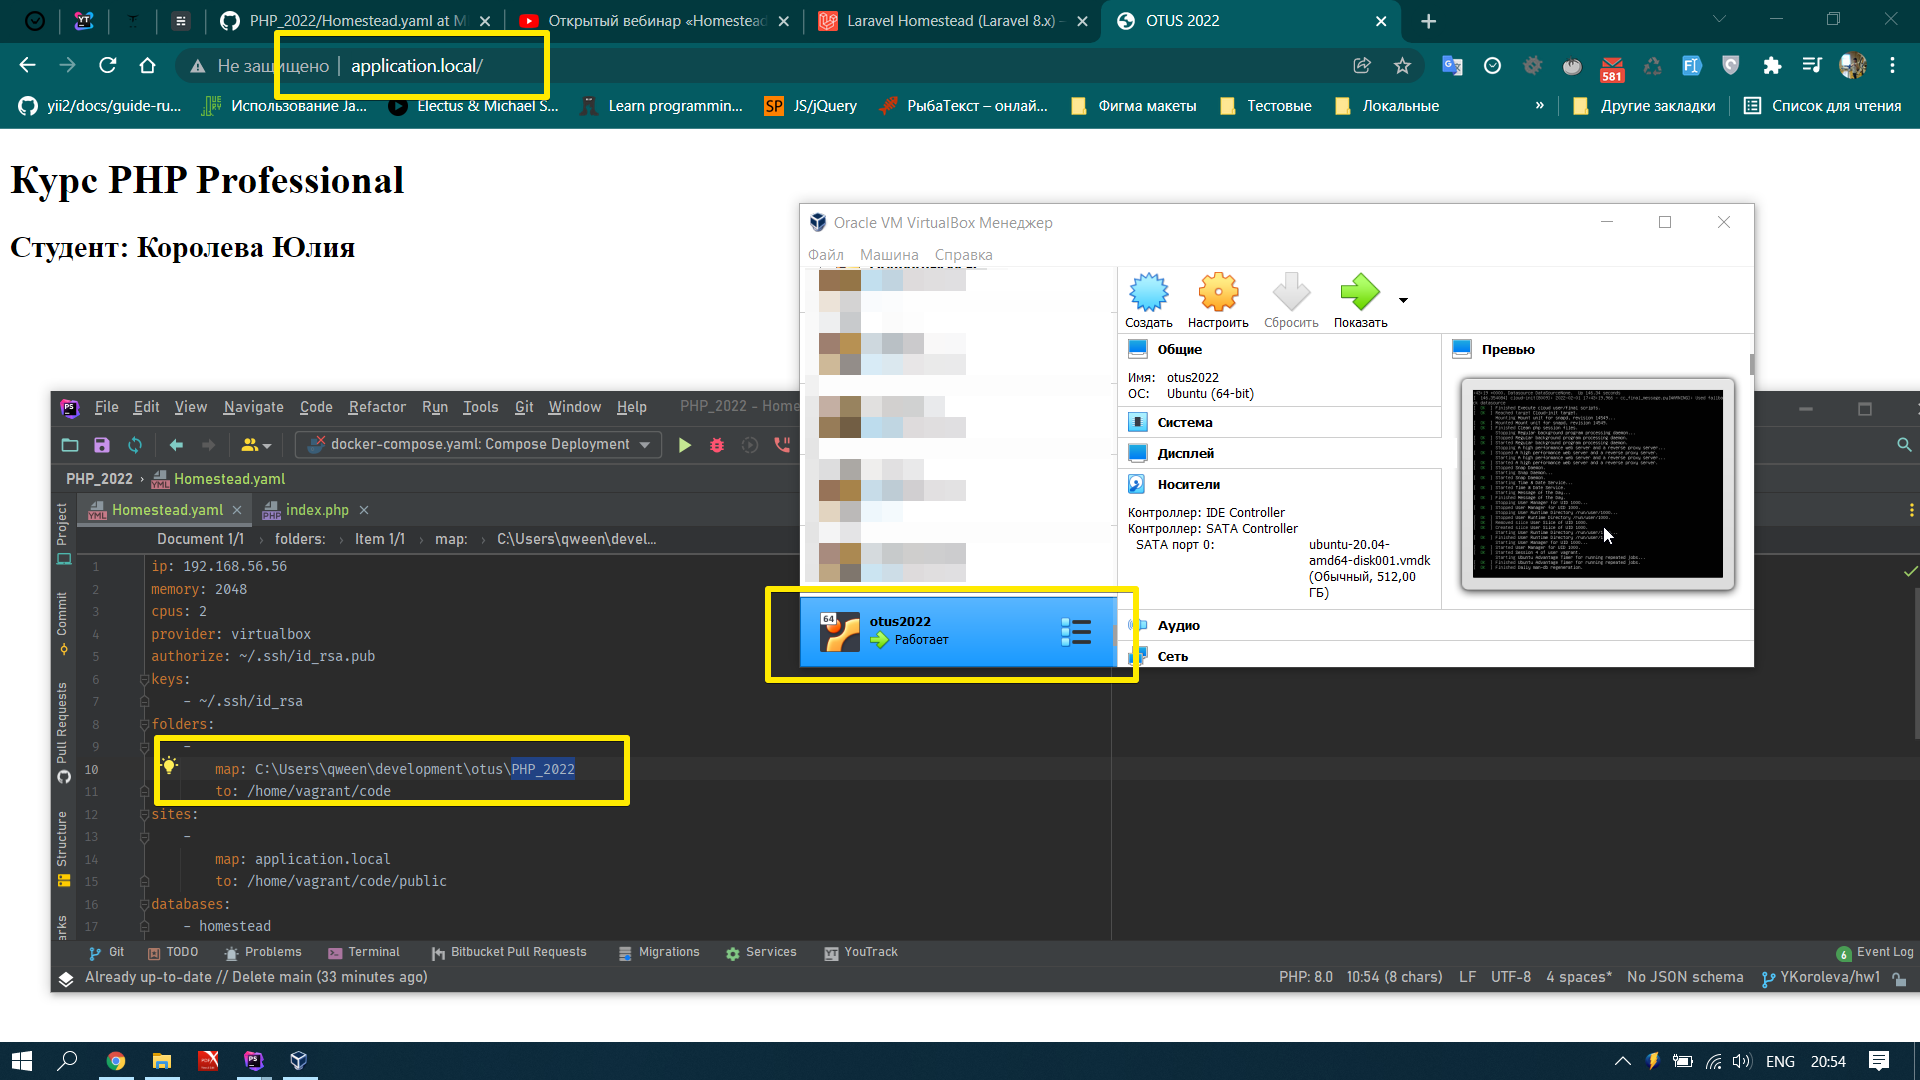 PHP_2022/Homestead.yaml at M
Открытый вебинар «Homestead
Laravel Homestead (Laravel 8.x) –
OTUS 2022
Не защищено
application.local/
581
yii2/docs/guide-ru...
Использование Ja...
Electus & Michael S...
Learn programmin...
SP JS/jQuery
РыбаТекст – онлай...
Фигма макеты
Тестовые
Локальные
»
Другие закладки
Список для чтения
Курс PHP Professional
Студент: Королева Юлия
Oracle VM VirtualBox Менеджер
Файл Машина Справка
Создать
Настроить
Сбросить
Показать
Общие
Имя: otus2022
ОС: Ubuntu (64-bit)
Система
Дисплей
Носители
Контроллер: IDE Controller
Контроллер: SATA Controller
SATA порт 0:
ubuntu-20.04-
amd64-disk001.vmdk
(Обычный, 512,00
ГБ)
Аудио
Сеть
Превью
64
otus2022
Работает
File Edit View Navigate Code Refactor Run Tools Git Window Help
PHP_2022 - Home
docker-compose.yaml: Compose Deployment
PHP_2022 › Homestead.yaml
Homestead.yaml
index.php
Document 1/1 › folders: › Item 1/1 › map: › C:\Users\qween\devel...
Project
Commit
Pull Requests
Structure
arks
1 ip: 192.168.56.56
2 memory: 2048
3 cpus: 2
4 provider: virtualbox
5 authorize: ~/.ssh/id_rsa.pub
6 keys:
7 - ~/.ssh/id_rsa
8 folders:
9 -
10 map: C:\Users\qween\development\otus\PHP_2022
11 to: /home/vagrant/code
12 sites:
13 -
14 map: application.local
15 to: /home/vagrant/code/public
16 databases:
17 - homestead
Git
TODO
Problems
Terminal
Bitbucket Pull Requests
Migrations
Services
YouTrack
6 Event Log
Already up-to-date // Delete main (33 minutes ago)
PHP: 8.0
10:54 (8 chars)
LF
UTF-8
4 spaces*
No JSON schema
YKoroleva/hw1
ENG
20:54